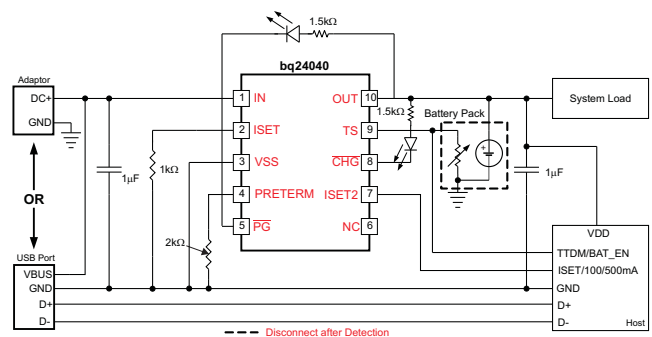 1.5kΩ
bq24040
Adaptor
DC+
GND
OR
USB Port
VBUS
GND
D+
D-
1μF
1kΩ
2kΩ
1 IN
2 ISET
3 VSS
4 PRETERM
5 PG
OUT 10
TS 9
CHG 8
ISET2 7
NC 6
1.5kΩ
Battery Pack
+
1μF
System Load
VDD
TTDM/BAT_EN
ISET/100/500mA
GND
D+
D-
Host
Disconnect after Detection